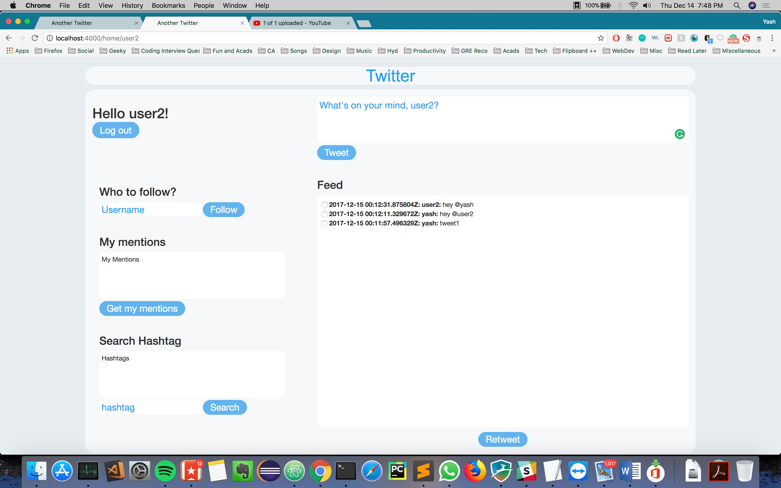 Chrome File Edit View History Bookmarks People Window Help
100% Thu Dec 14 7:48 PM
Another Twitter
Another Twitter
1 of 1 uploaded - YouTube
Yash
localhost:4000/home/user2
Apps Firefox Social Geeky Coding Interview Ques Fun and Acads CA Songs Design Music Hyd Productivity GRE Reco Acads Tech Flipboard ++ WebDev Misc Read Later Miscellaneous »
Twitter
Hello user2!
Log out
What's on your mind, user2?
Tweet
Who to follow?
Username Follow
My mentions
My Mentions
Get my mentions
Search Hashtag
Hashtags
hashtag Search
Feed
2017-12-15 00:12:31.875804Z: user2: hey @yash
2017-12-15 00:12:11.329672Z: yash: hey @user2
2017-12-15 00:11:57.496329Z: yash: tweet1
Retweet
12
17
PC
1,017